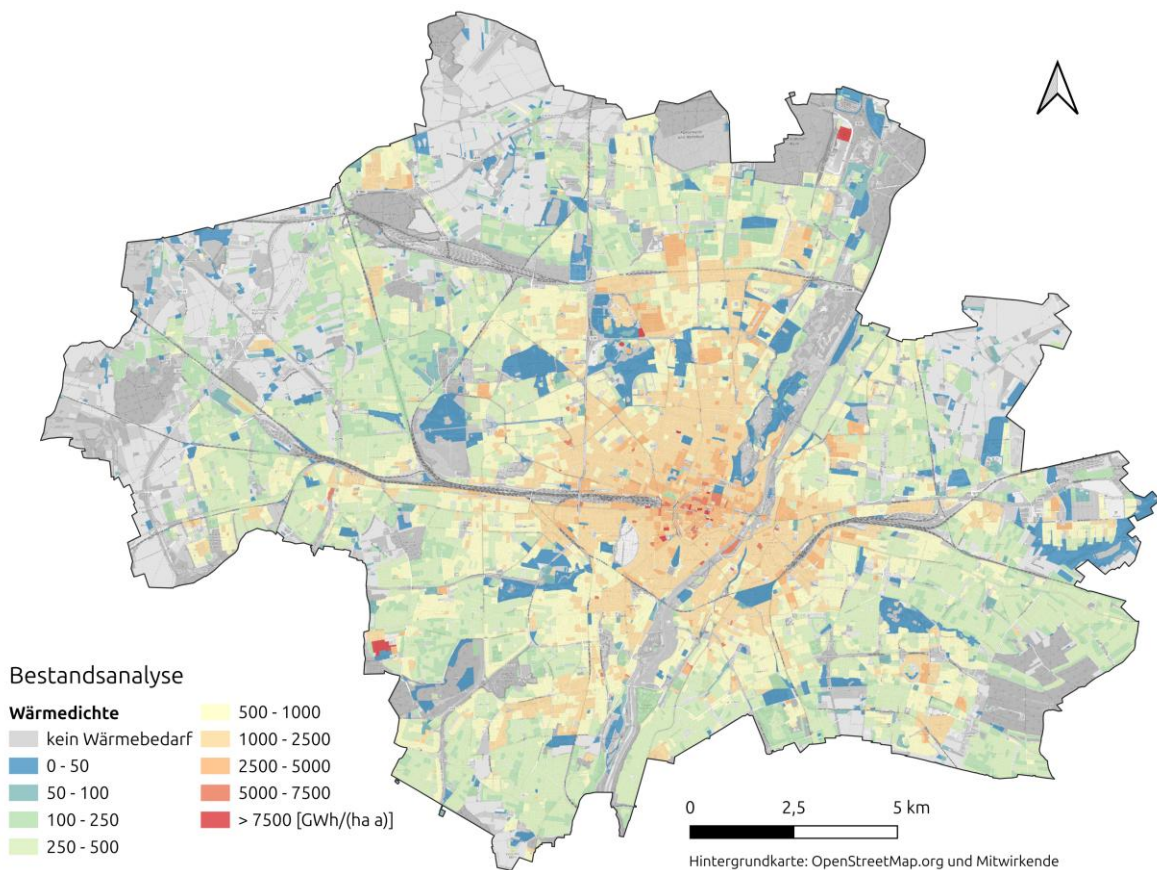 Bestandsanalyse
Wärmedichte
kein Wärmebedarf
0 - 50
50 - 100
100 - 250
250 - 500
500 - 1000
1000 - 2500
2500 - 5000
5000 - 7500
> 7500 [GWh/(ha a)]
0 2,5 5 km
Hintergrundkarte: OpenStreetMap.org und Mitwirkende